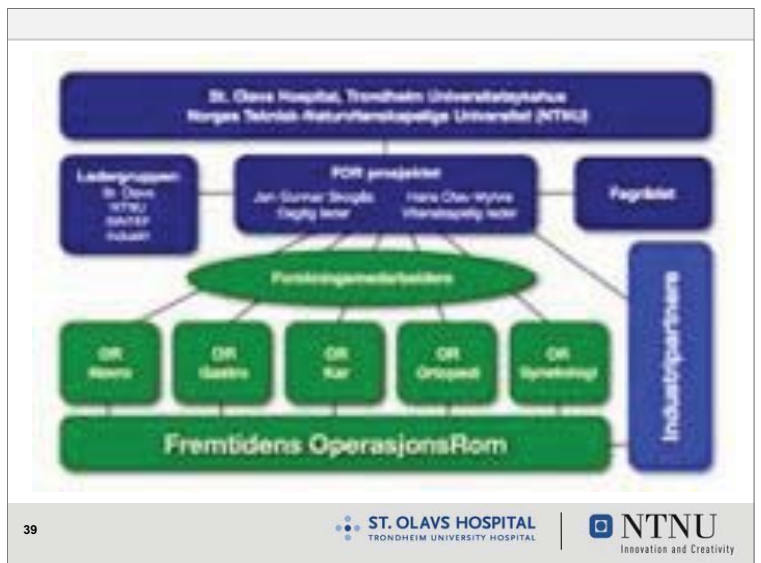 St. Olavs Hospital, Trondheim Universitetssykehus
Norges Teknisk-Naturvitenskapelige Universitet (NTNU)
Ledergruppen
St. Olavs
NTNU
SINTEF
Industri
FOR prosjektet
Jan Gunnar Skogås
Daglig leder
Hans Olav Myhre
Vitenskapelig leder
Fagrådet
Forskningsmedarbeidere
OR
Nevro
OR
Gastro
OR
Kar
OR
Ortopedi
OR
Gynekologi
Industripartnere
Fremtidens OperasjonsRom
39
ST. OLAVS HOSPITAL
TRONDHEIM UNIVERSITY HOSPITAL
NTNU
Innovation and Creativity